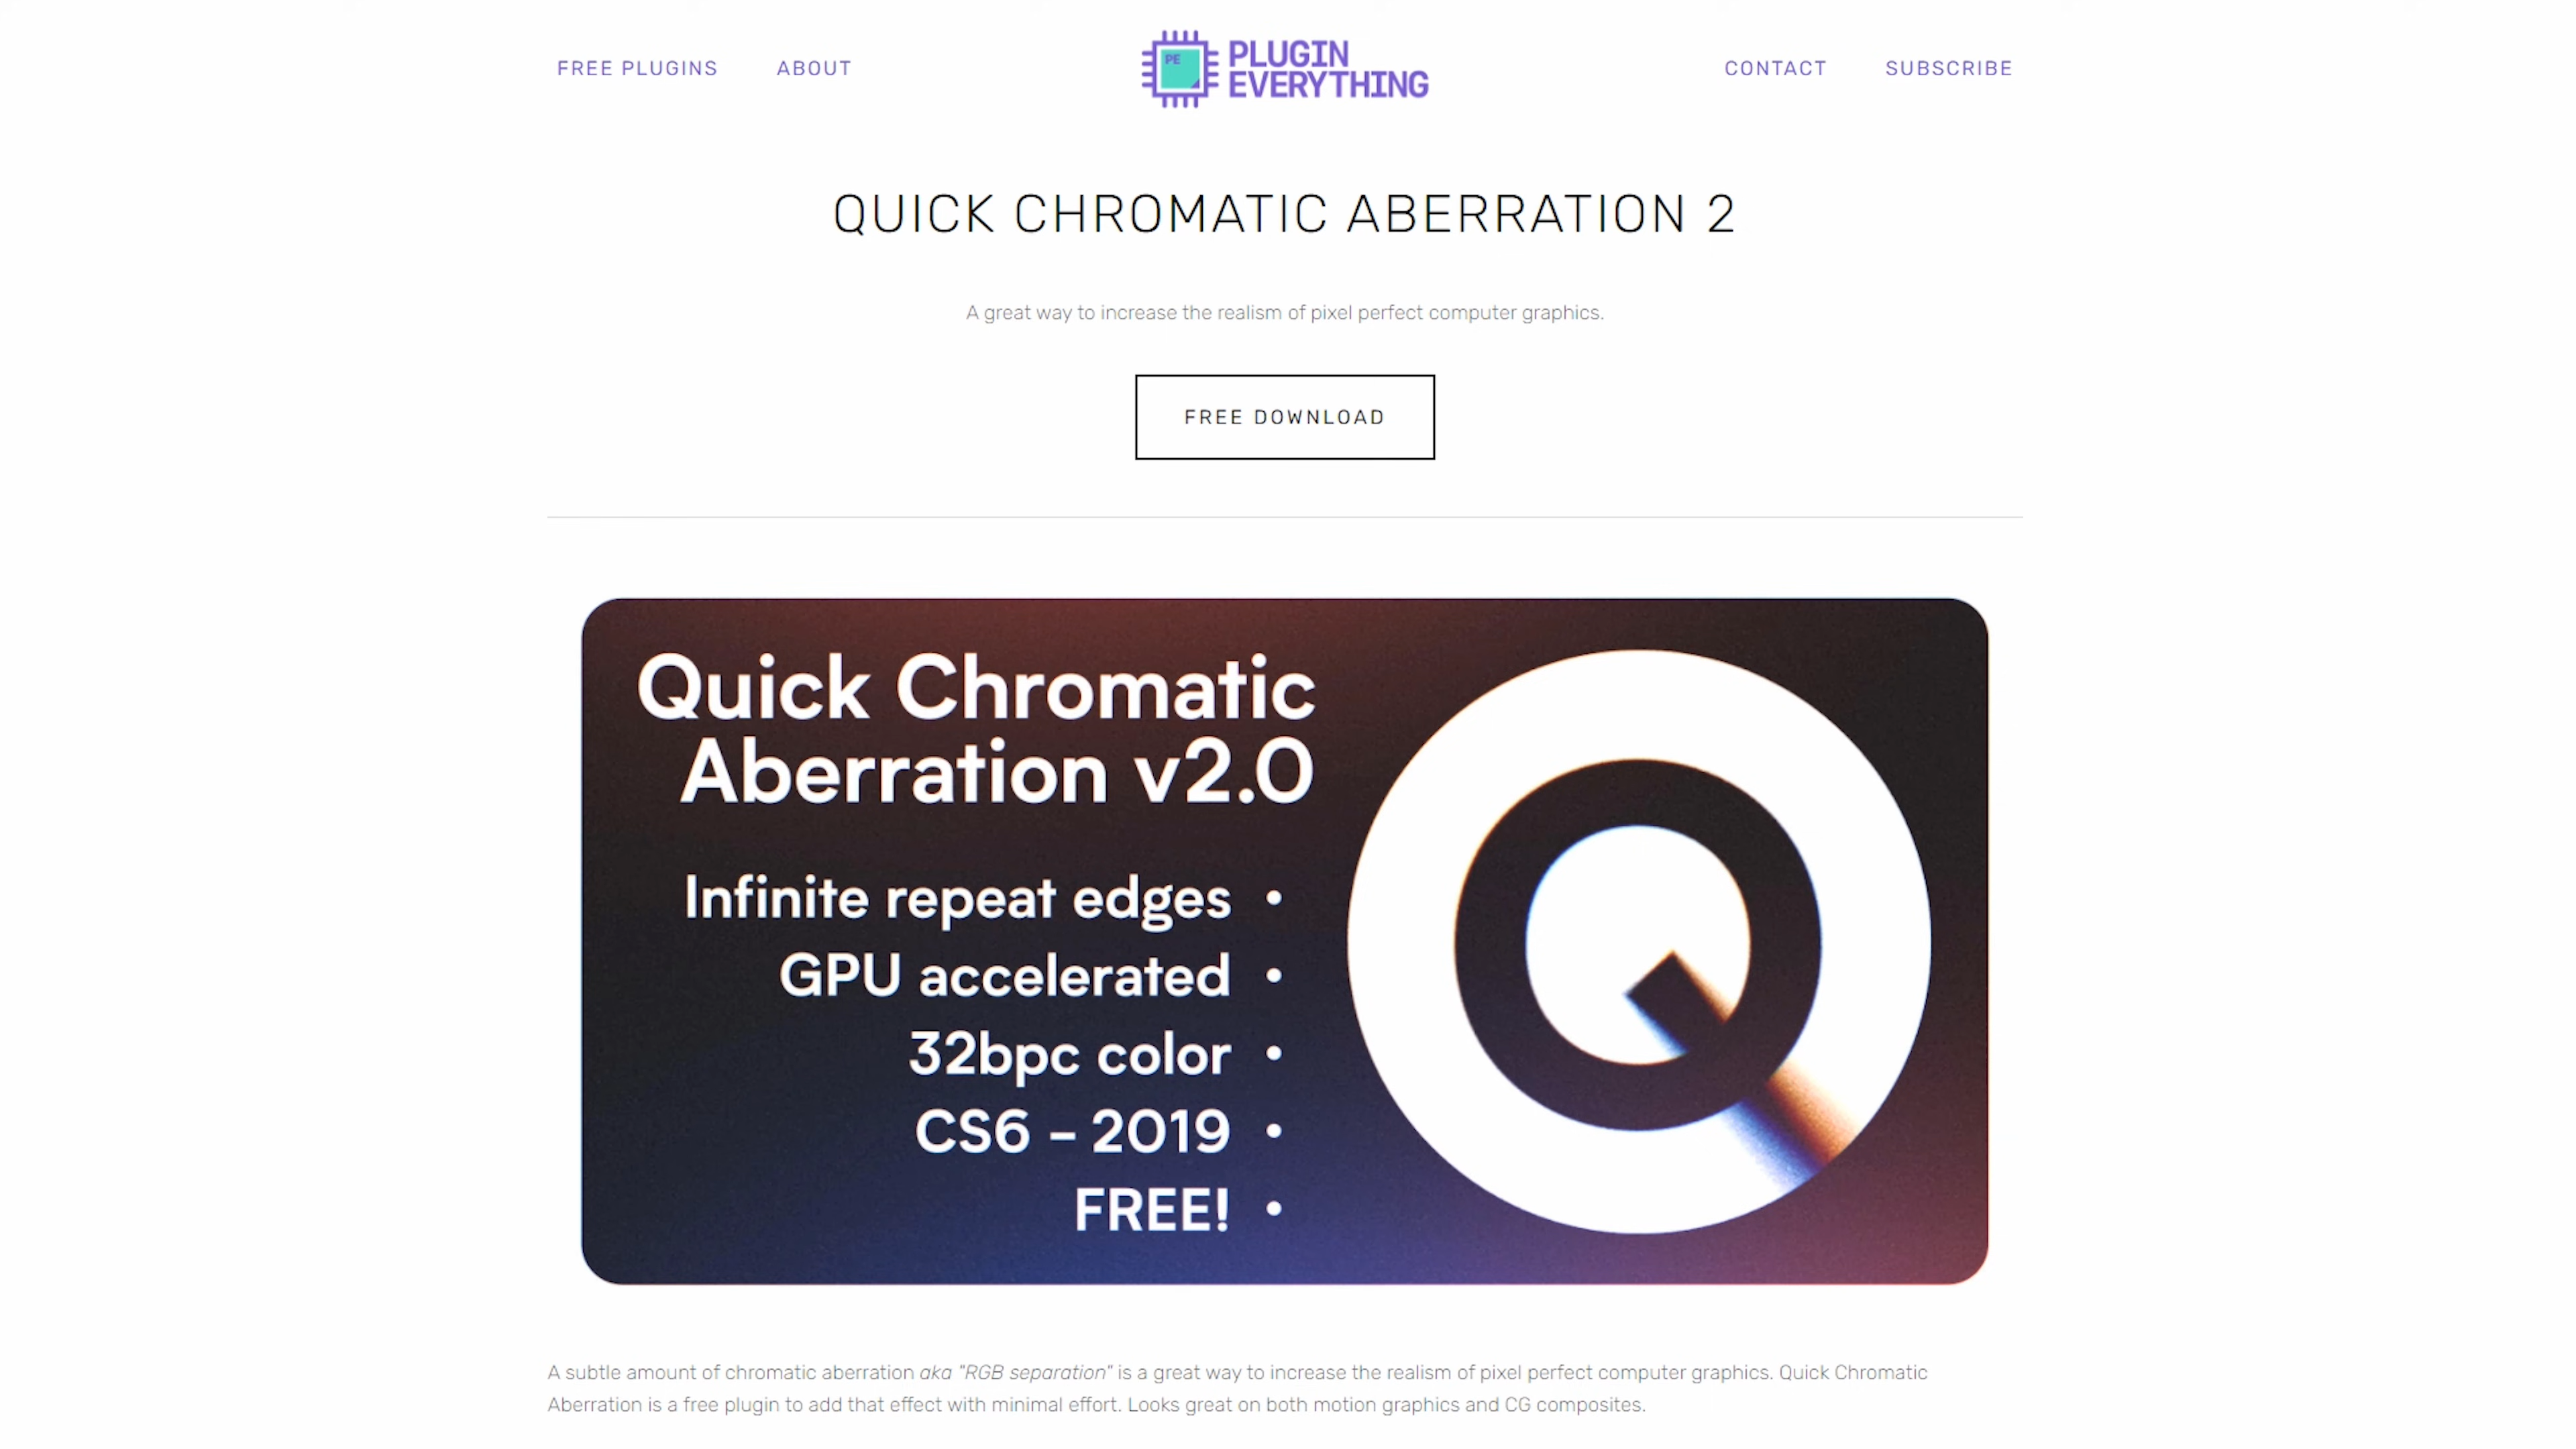 FREE PLUGINS
ABOUT
PE
PLUGIN
EVERYTHING
CONTACT
SUBSCRIBE
QUICK CHROMATIC ABERRATION 2
A great way to increase the realism of pixel perfect computer graphics.
FREE DOWNLOAD
Quick Chromatic
Aberration v2.0
Infinite repeat edges •
GPU accelerated •
32bpc color •
CS6 - 2019 •
FREE! •
Q
A subtle amount of chromatic aberration aka "RGB separation" is a great way to increase the realism of pixel perfect computer graphics. Quick Chromatic
Aberration is a free plugin to add that effect with minimal effort. Looks great on both motion graphics and CG composites.